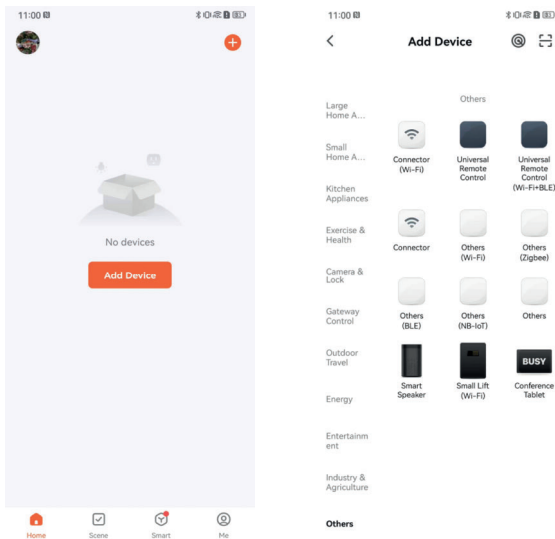 11:00
No devices
Add Device
Home
Scene
Smart
Me
11:00
Add Device
Others
Large
Home A...
Small
Home A...
Kitchen
Appliances
Exercise &
Health
Camera &
Lock
Gateway
Control
Outdoor
Travel
Energy
Entertainm
ent
Industry &
Agriculture
Others
Connector
(Wi-Fi)
Universal
Remote
Control
Universal
Remote
Control
(Wi-Fi+BLE)
Connector
Others
(Wi-Fi)
Others
(Zigbee)
Others
(BLE)
Others
(NB-IoT)
Others
Smart
Speaker
Small Lift
(Wi-Fi)
BUSY
Conference
Tablet